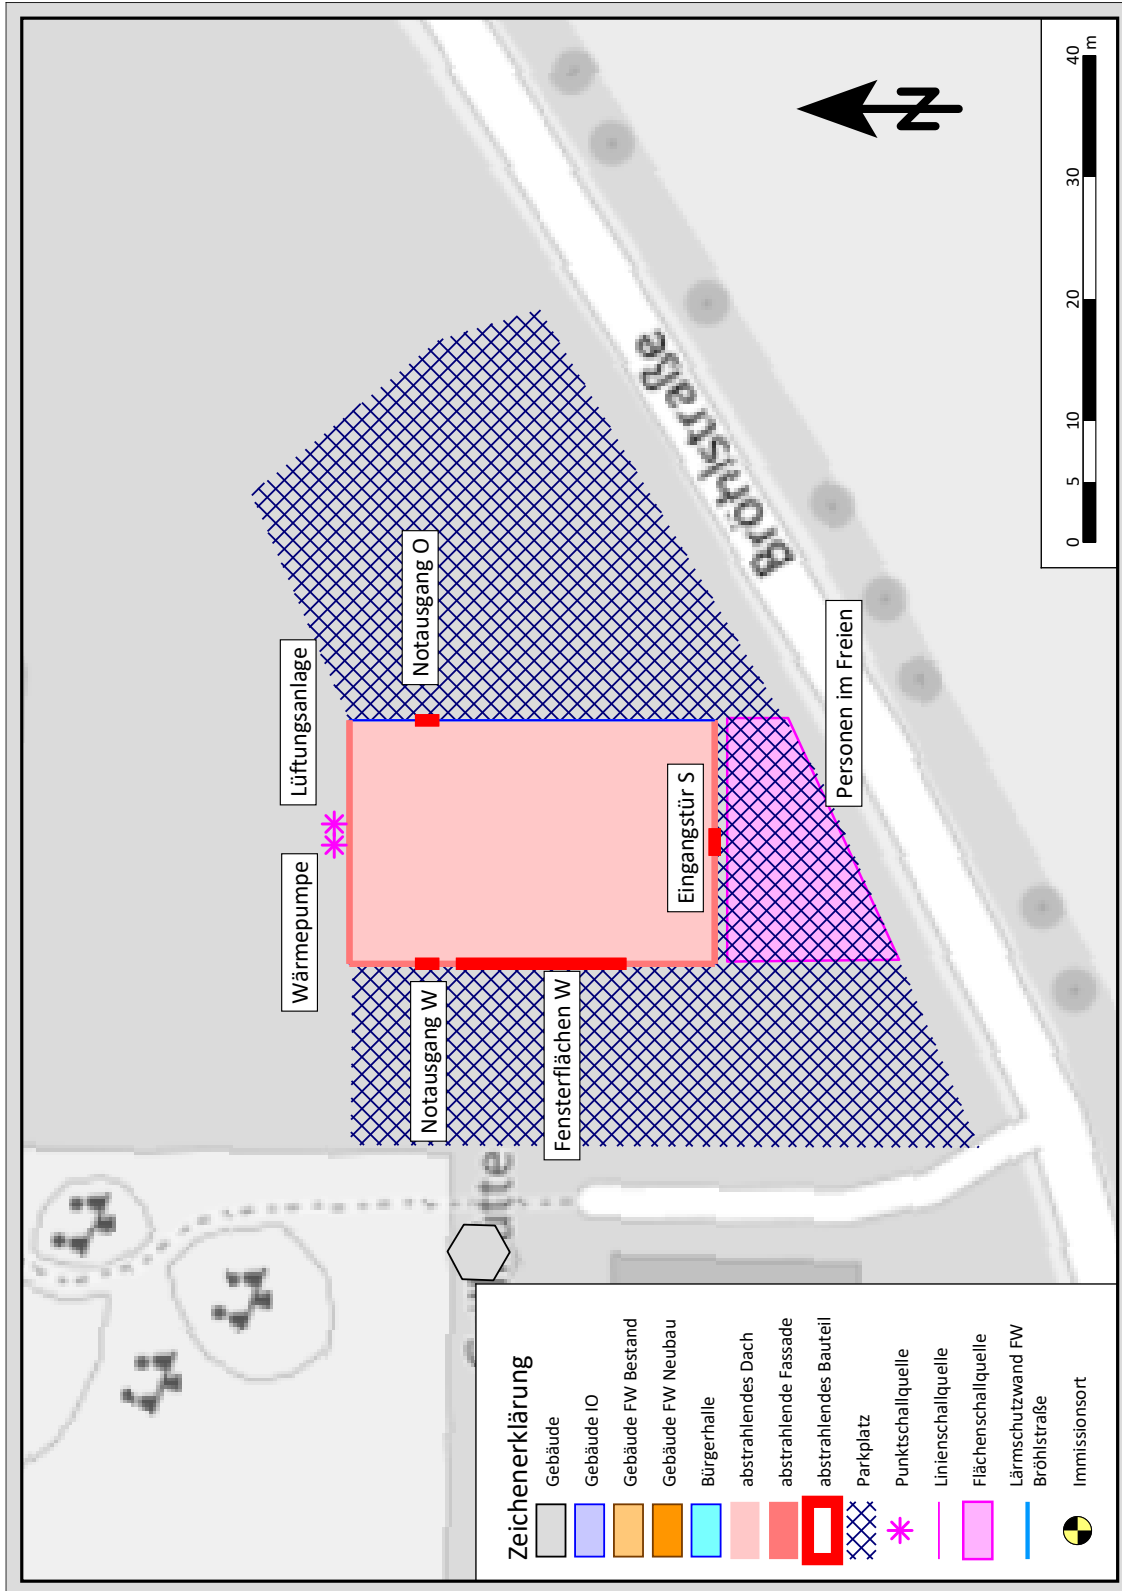 Lüftungsanlage
Wärmepumpe
Notausgang O
Notausgang W
Fensterflächen W
Eingangstür S
Personen im Freien
Bröhlstraße
N
0 5 10 20 30 40
m
Zeichenerklärung
Gebäude
Gebäude IO
Gebäude FW Bestand
Gebäude FW Neubau
Bürgerhalle
abstrahlendes Dach
abstrahlende Fassade
abstrahlendes Bauteil
Parkplatz
Punktschallquelle
Linienschallquelle
Flächenschallquelle
Lärmschutzwand FW
Bröhlstraße
Immissionsort